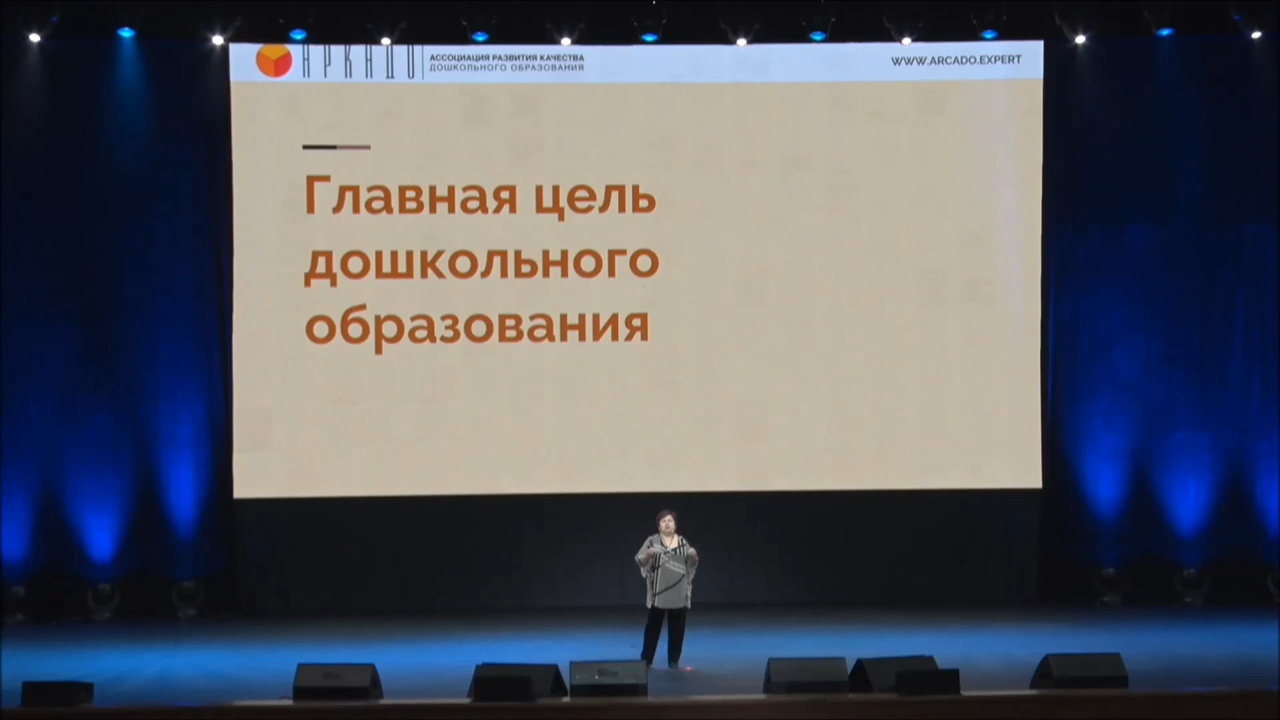 АРКАДО
АССОЦИАЦИЯ РАЗВИТИЯ КАЧЕСТВА
ДОШКОЛЬНОГО ОБРАЗОВАНИЯ
WWW.ARCADO.EXPERT
Главная цель
дошкольного
образования